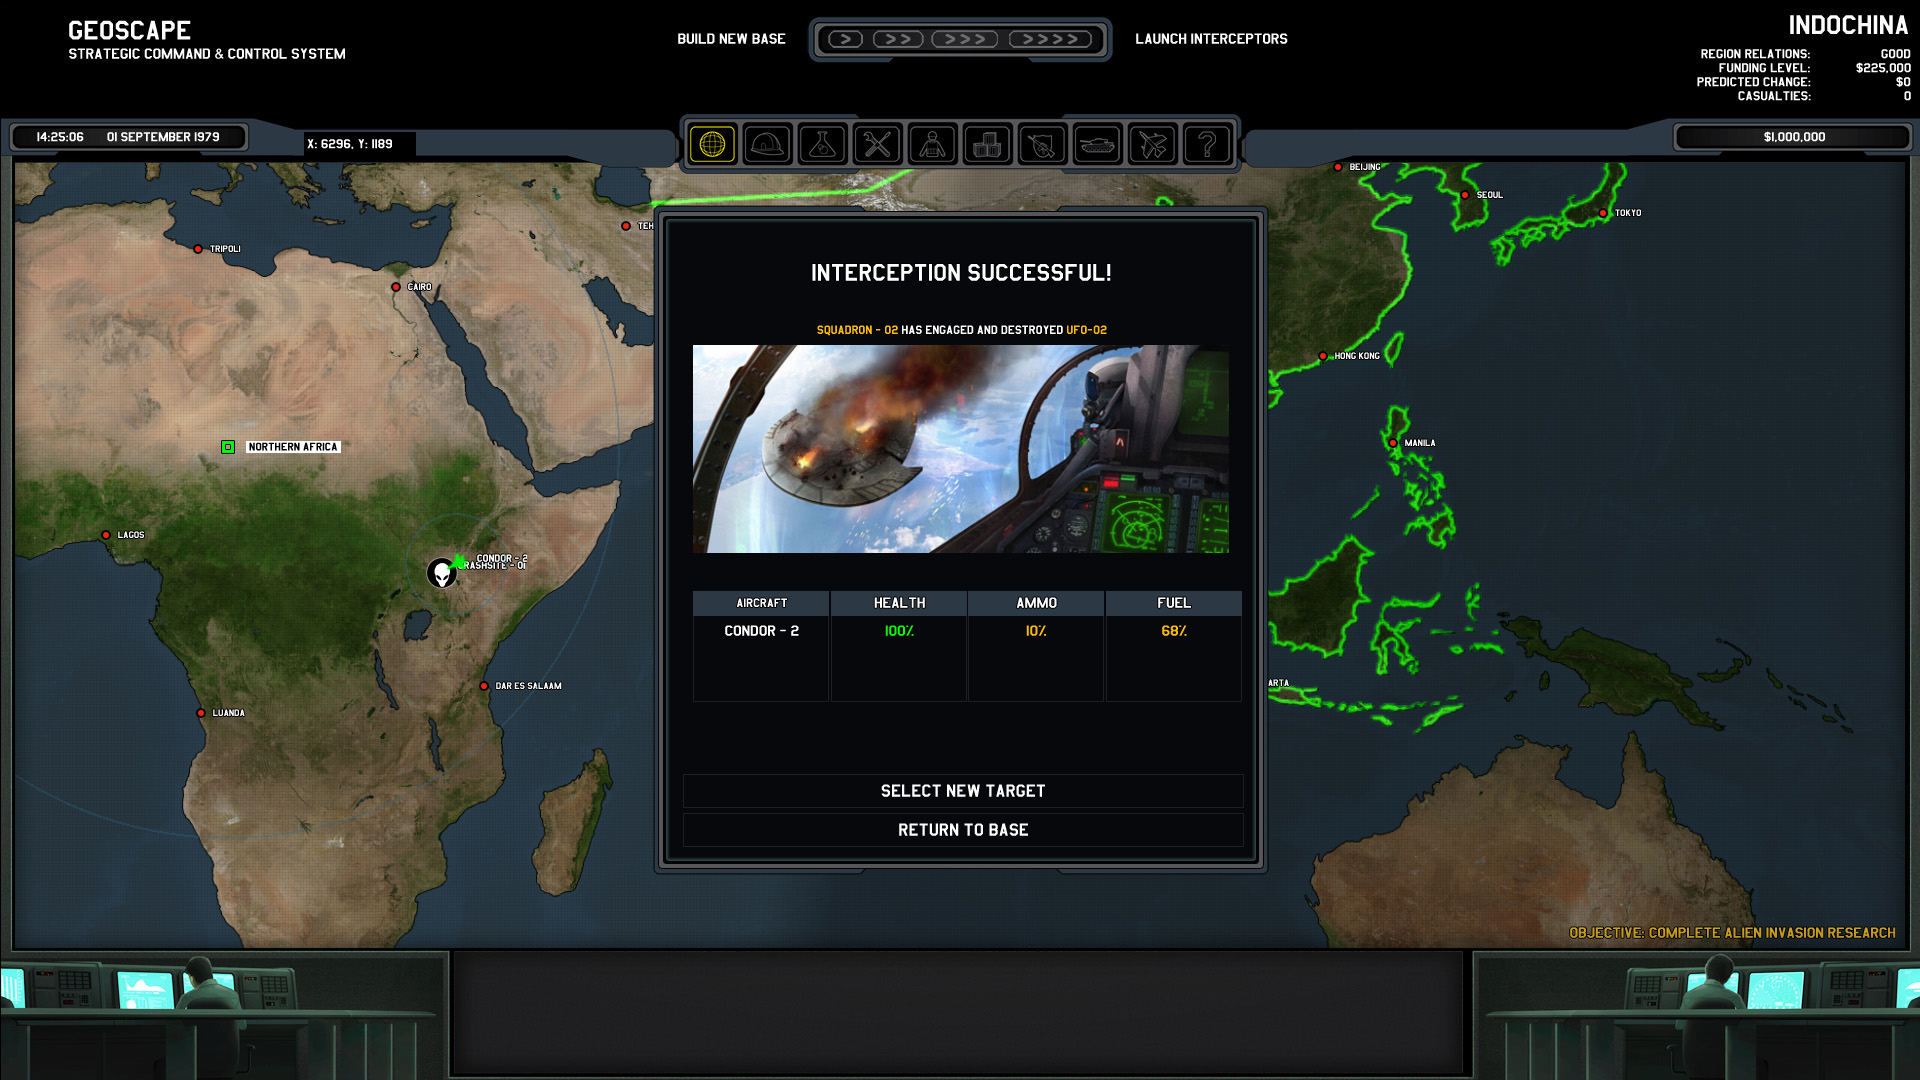 GEOSCAPE
STRATEGIC COMMAND & CONTROL SYSTEM
BUILD NEW BASE
LAUNCH INTERCEPTORS
INDOCHINA
REGION RELATIONS: GOOD
FUNDING LEVEL: $225,000
PREDICTED CHANGE: $0
CASUALTIES: 0
14:25:06 01 SEPTEMBER 1979
X: 6296, Y: 1189
$1,000,000
BEIJING
SEOUL
TOKYO
TEH
TRIPOLI
CAIRO
HONG KONG
NORTHERN AFRICA
MANILA
LAGOS
CONDOR - 2
CRASHSITE - 01
DAR ES SALAAM
LUANDA
ARTA
INTERCEPTION SUCCESSFUL!
SQUADRON - 02 HAS ENGAGED AND DESTROYED UFO-02
AIRCRAFT HEALTH AMMO FUEL
CONDOR - 2 100% 10% 68%
SELECT NEW TARGET
RETURN TO BASE
OBJECTIVE: COMPLETE ALIEN INVASION RESEARCH